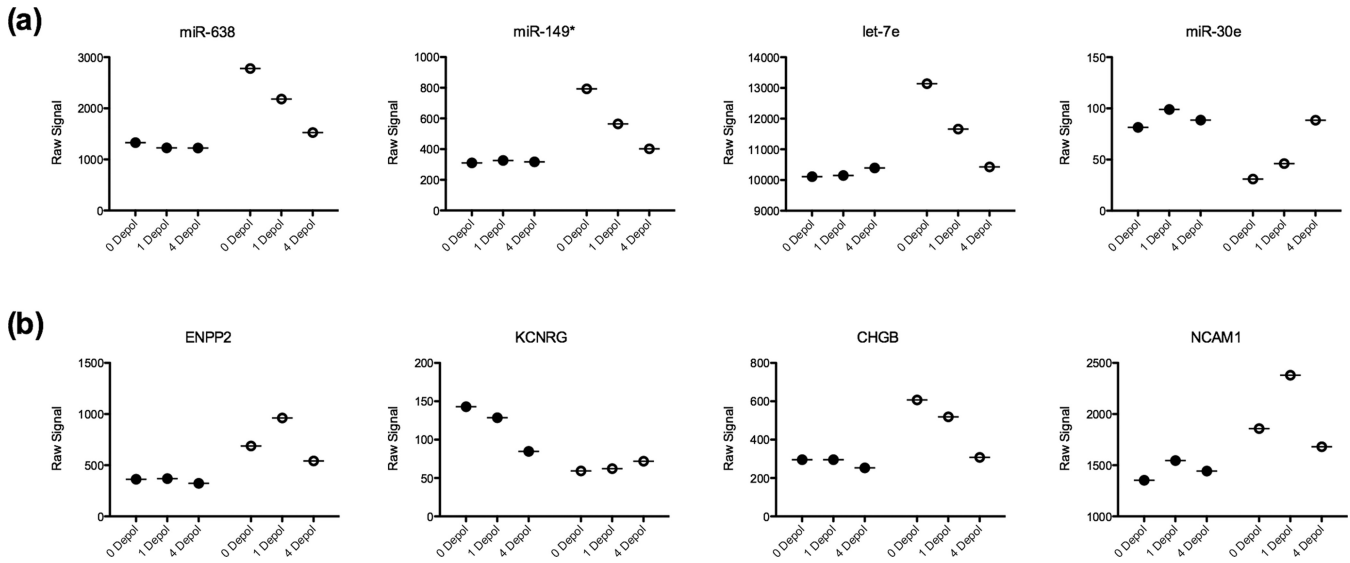 (a)
miR-638
Raw Signal
3000
2000
1000
0
0 Depol
1 Depol
4 Depol
0 Depol
1 Depol
4 Depol
miR-149*
Raw Signal
1000
800
600
400
200
0
0 Depol
1 Depol
4 Depol
0 Depol
1 Depol
4 Depol
let-7e
Raw Signal
14000
13000
12000
11000
10000
9000
0 Depol
1 Depol
4 Depol
0 Depol
1 Depol
4 Depol
miR-30e
Raw Signal
150
100
50
0
0 Depol
1 Depol
4 Depol
0 Depol
1 Depol
4 Depol
(b)
ENPP2
Raw Signal
1500
1000
500
0
0 Depol
1 Depol
4 Depol
0 Depol
1 Depol
4 Depol
KCNRG
Raw Signal
200
150
100
50
0
0 Depol
1 Depol
4 Depol
0 Depol
1 Depol
4 Depol
CHGB
Raw Signal
800
600
400
200
0
0 Depol
1 Depol
4 Depol
0 Depol
1 Depol
4 Depol
NCAM1
Raw Signal
2500
2000
1500
1000
0 Depol
1 Depol
4 Depol
0 Depol
1 Depol
4 Depol